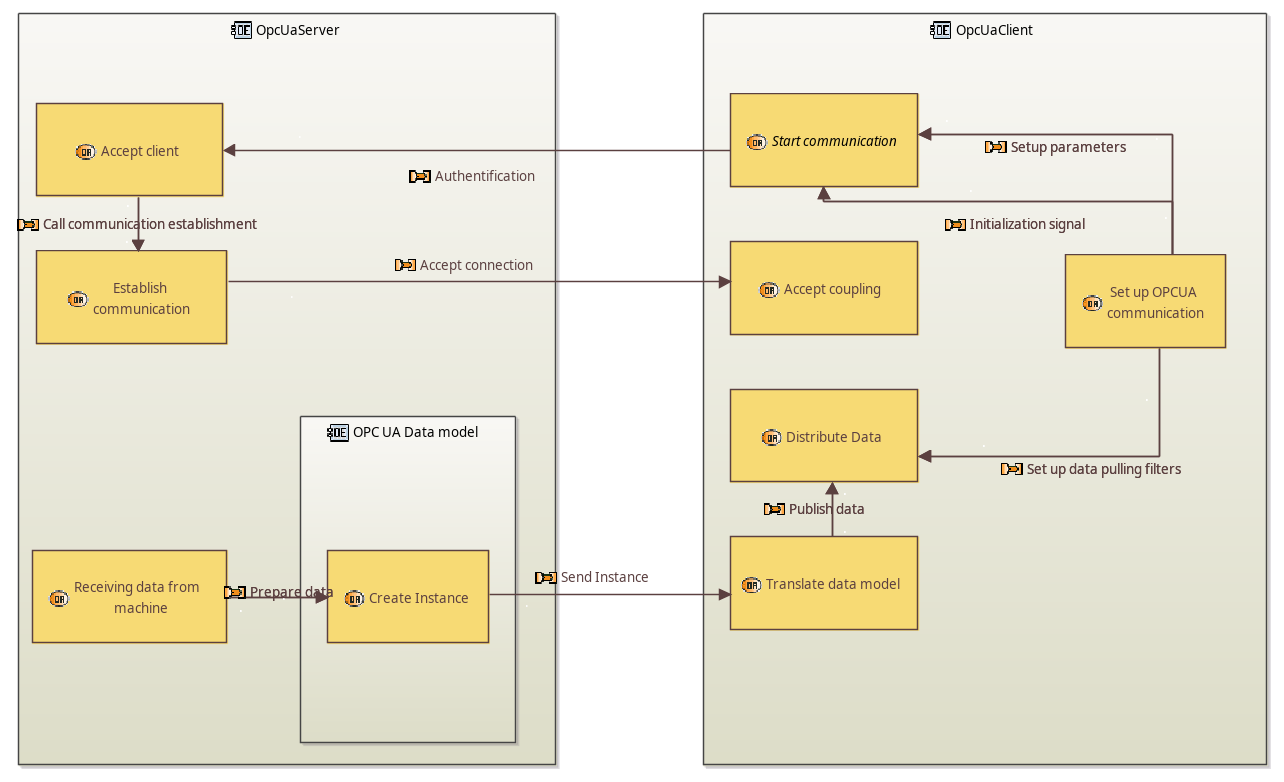 OpcUaServer
OpcUaClient
Accept client
Start communication
Setup parameters
Authentification
Call communication establishment
Initialization signal
Establish
communication
Accept connection
Accept coupling
Set up OPCUA
communication
OPC UA Data model
Distribute Data
Set up data pulling filters
Publish data
Receiving data from
machine
Prepare data
Create Instance
Send Instance
Translate data model